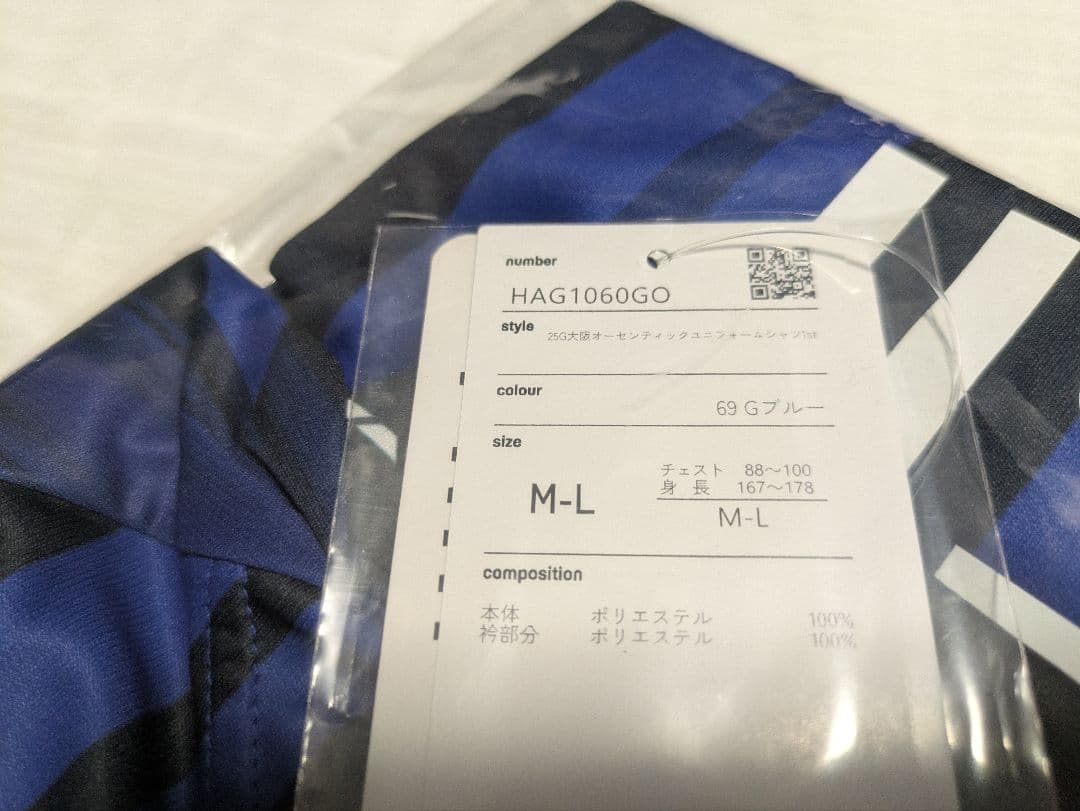 number
HAG1060GO
style
25G大阪オーセンティックユニフォームシャツ1st
colour
69 Gブルー
size
M-L
チェスト 88〜100
身 長 167〜178
M-L
composition
本体 ポリエステル 100%
衿部分 ポリエステル 100%